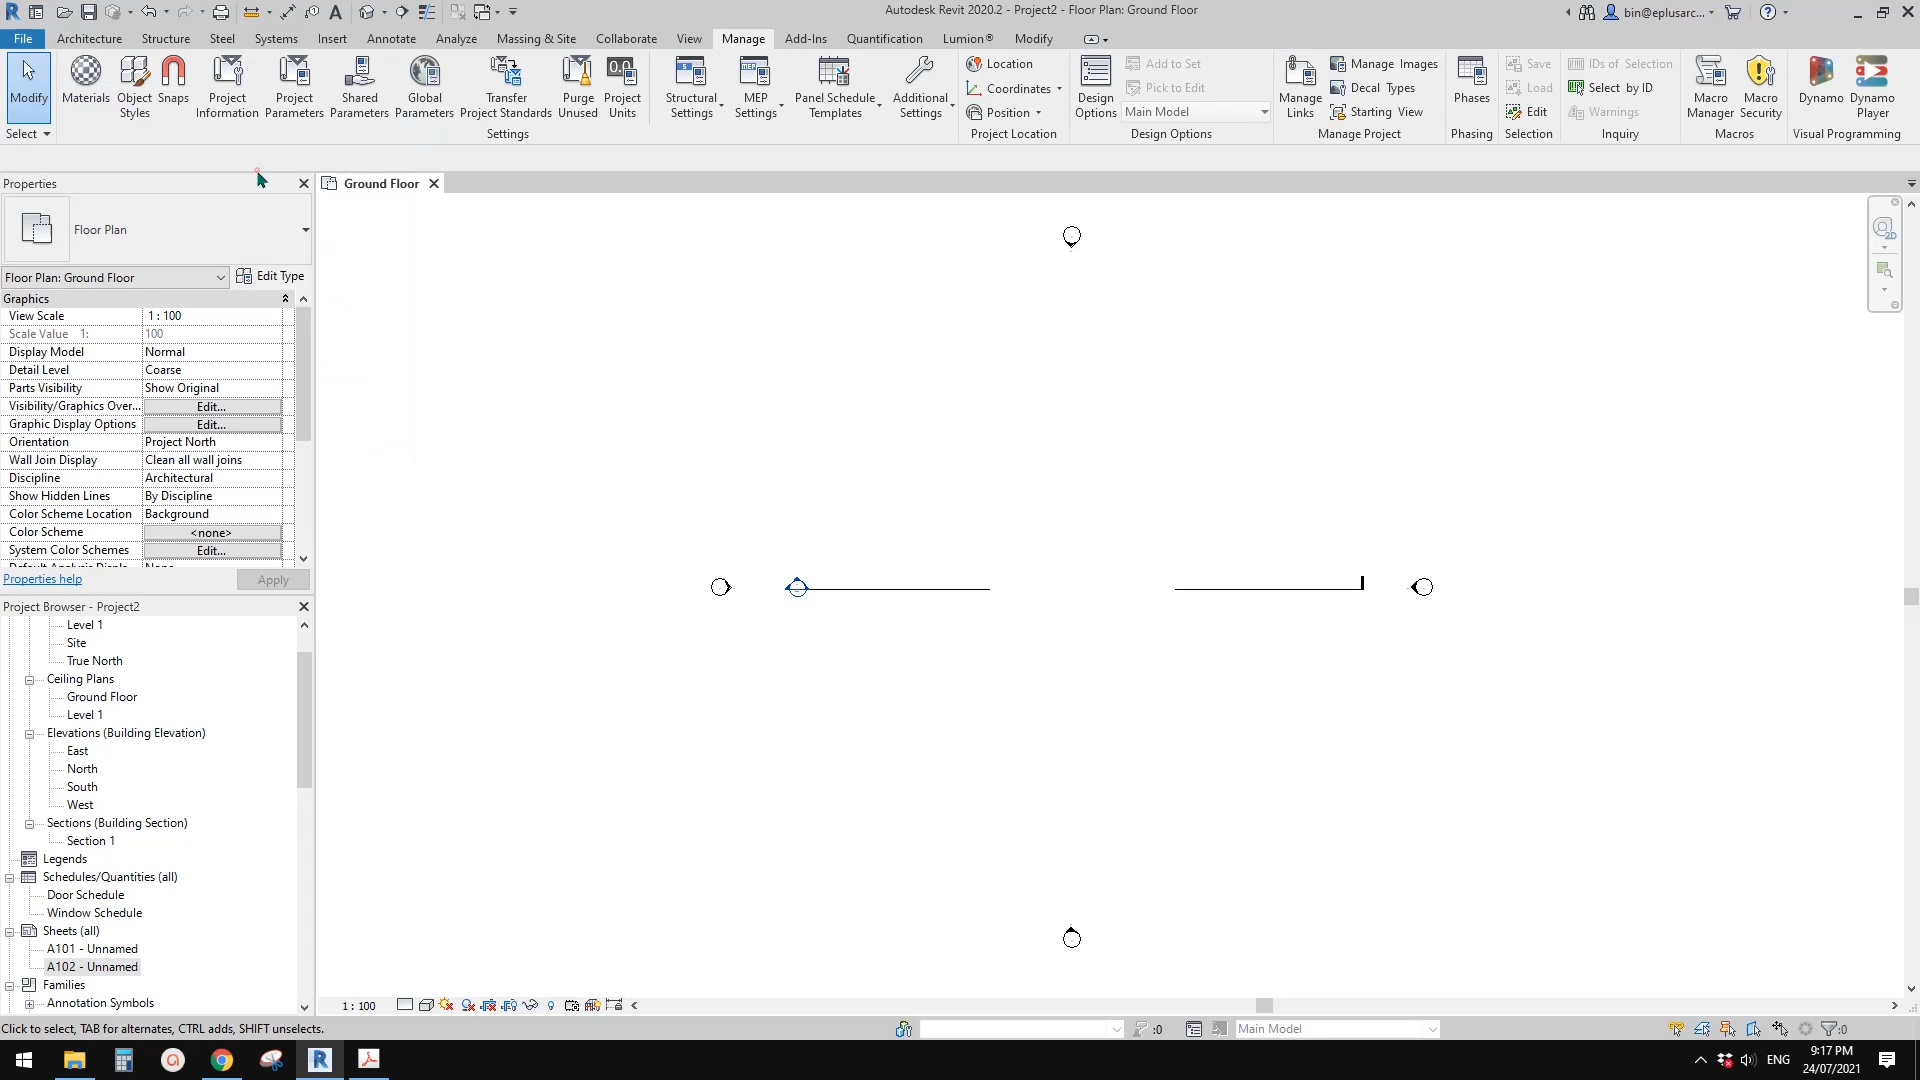 Autodesk Revit 2020.2 - Project2 - Floor Plan: Ground Floor
bin@eplusarc...
File Architecture Structure Steel Systems Insert Annotate Analyze Massing & Site Collaborate View Manage Add-Ins Quantification Lumion® Modify
Modify
Materials
Object Styles
Snaps
Project Information
Project Parameters
Shared Parameters
Global Parameters
Transfer Project Standards
Purge Unused
Project Units
Structural Settings
MEP Settings
Panel Schedule Templates
Additional Settings
Location
Coordinates
Position
Design Options
Add to Set
Pick to Edit
Main Model
Manage Links
Manage Images
Decal Types
Starting View
Phases
Save
Load
Edit
IDs of Selection
Select by ID
Warnings
Macro Manager
Macro Security
Dynamo
Dynamo Player
Select Settings Project Location Design Options Manage Project Phasing Selection Inquiry Macros Visual Programming
Properties
Ground Floor
Floor Plan
Floor Plan: Ground Floor
Edit Type
Graphics
View Scale 1 : 100
Scale Value 1: 100
Display Model Normal
Detail Level Coarse
Parts Visibility Show Original
Visibility/Graphics Over... Edit...
Graphic Display Options Edit...
Orientation Project North
Wall Join Display Clean all wall joins
Discipline Architectural
Show Hidden Lines By Discipline
Color Scheme Location Background
Color Scheme <none>
System Color Schemes Edit...
Properties help Apply
Project Browser - Project2
Level 1
Site
True North
Ceiling Plans
Ground Floor
Level 1
Elevations (Building Elevation)
East
North
South
West
Sections (Building Section)
Section 1
Legends
Schedules/Quantities (all)
Door Schedule
Window Schedule
Sheets (all)
A101 - Unnamed
A102 - Unnamed
Families
Annotation Symbols
1 : 100
Click to select, TAB for alternates, CTRL adds, SHIFT unselects.
:0
Main Model
:0
ENG
9:17 PM
24/07/2021